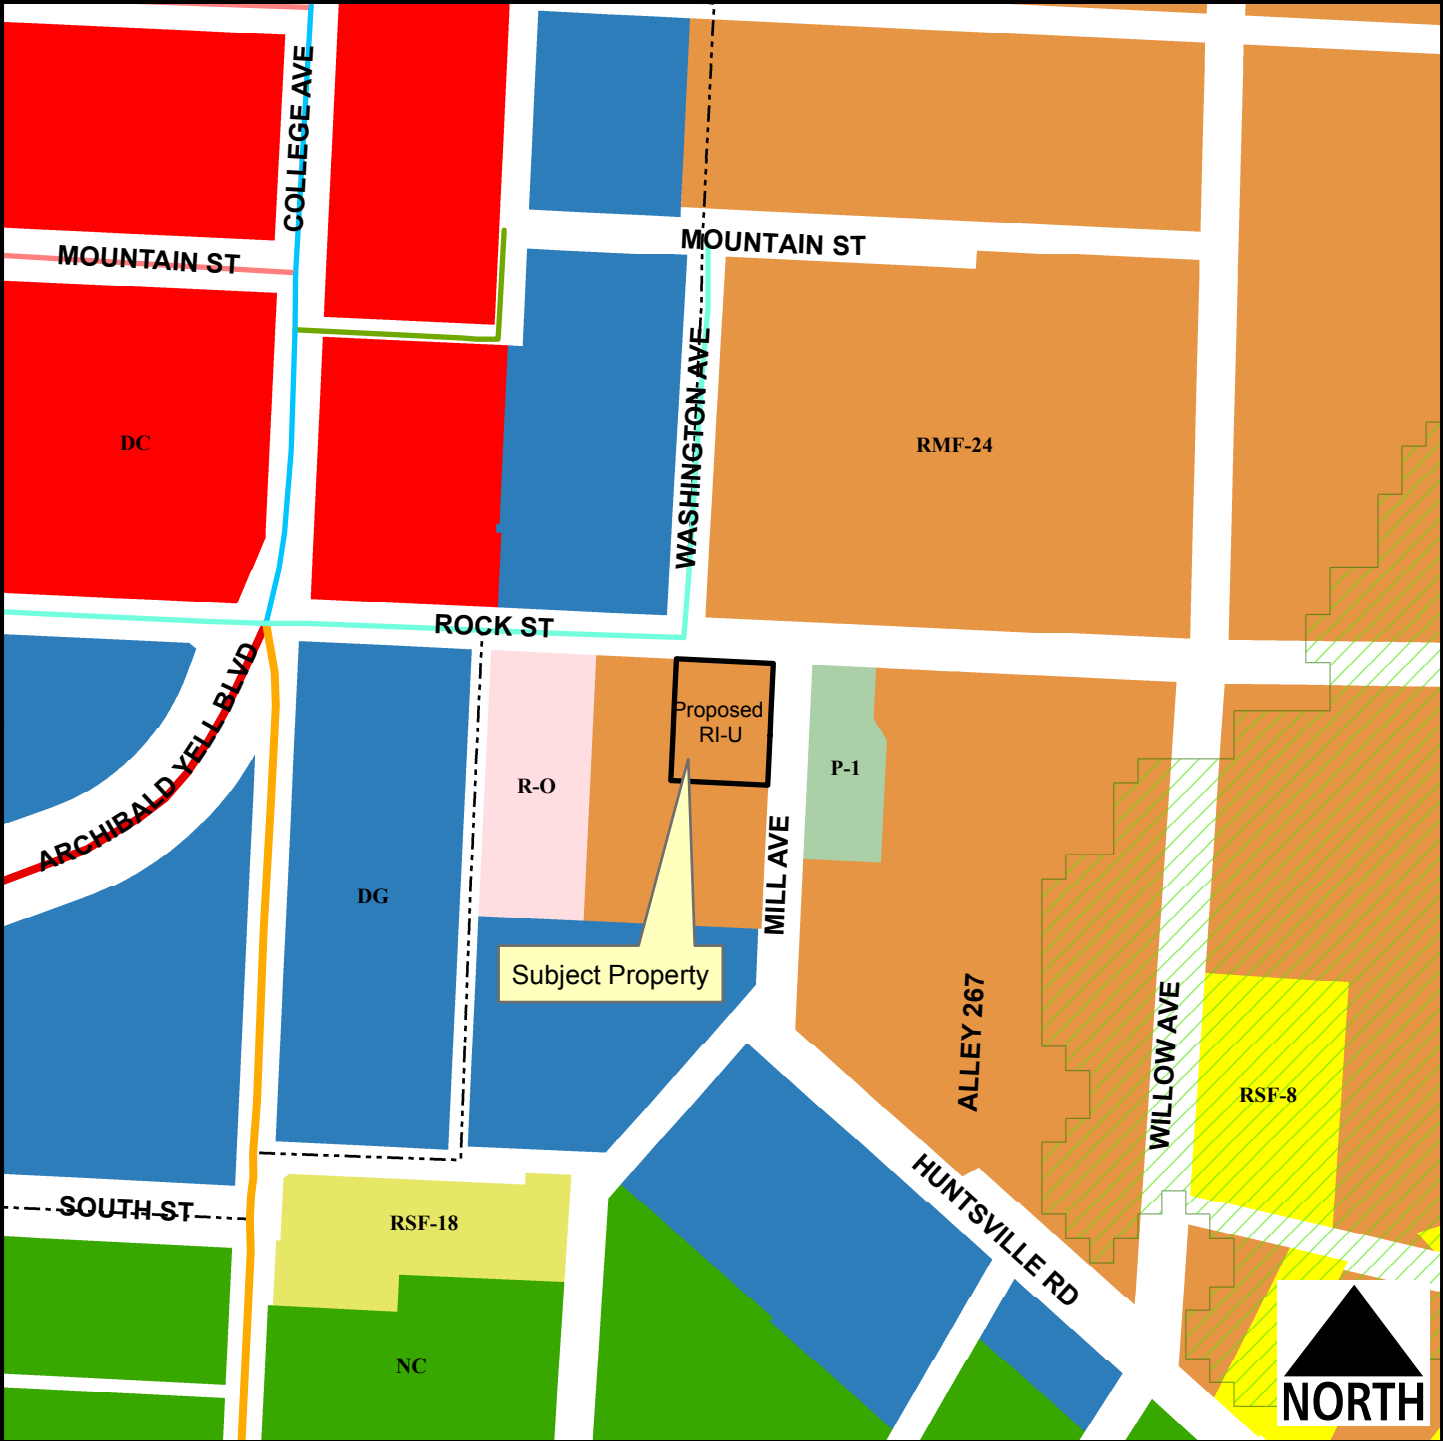 COLLEGE AVE
MOUNTAIN ST
MOUNTAIN ST
DC
RMF-24
WASHINGTON AVE
ROCK ST
ARCHIBALD YELL BLVD
Proposed
RI-U
R-O
P-1
DG
MILL AVE
Subject Property
ALLEY 267
WILLOW AVE
RSF-8
SOUTH ST
RSF-18
HUNTSVILLE RD
NC
NORTH